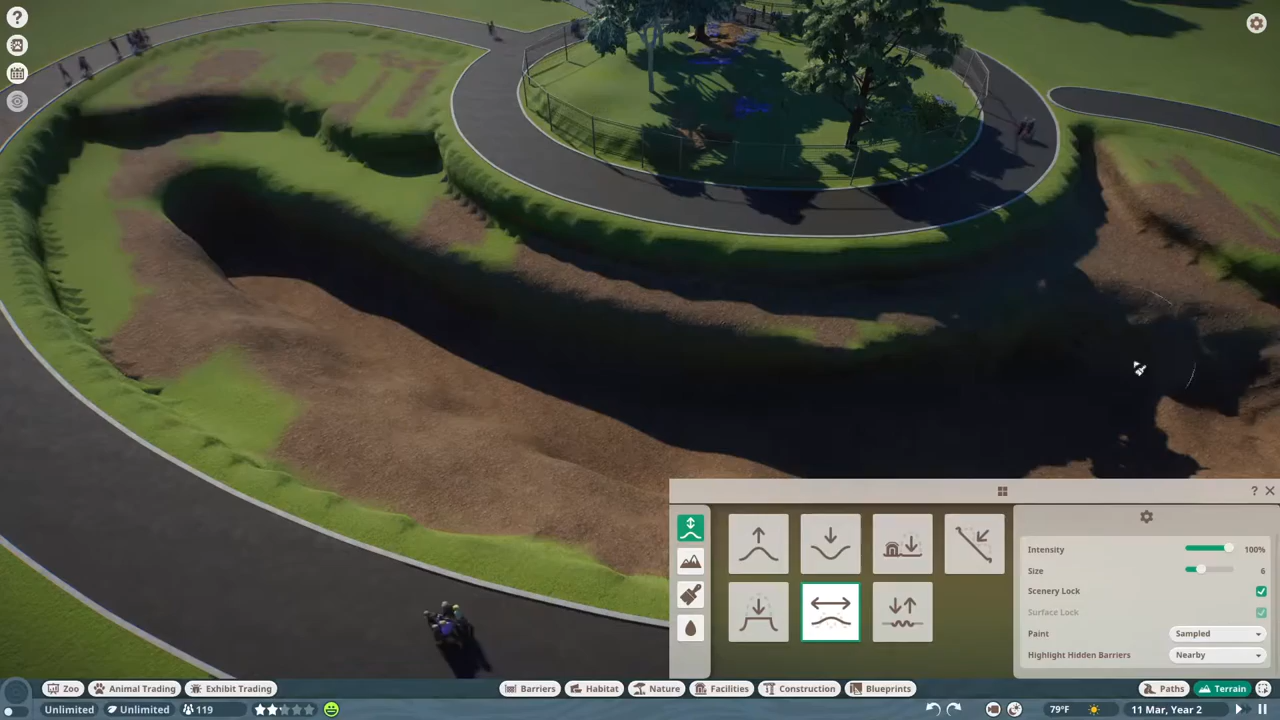 ?
? ×
Intensity 100%
Size 6
Scenery Lock
Surface Lock
Paint Sampled
Highlight Hidden Barriers Nearby
Zoo Animal Trading Exhibit Trading Barriers Habitat Nature Facilities Construction Blueprints Paths Terrain
Unlimited Unlimited 119 79°F 11 Mar, Year 2